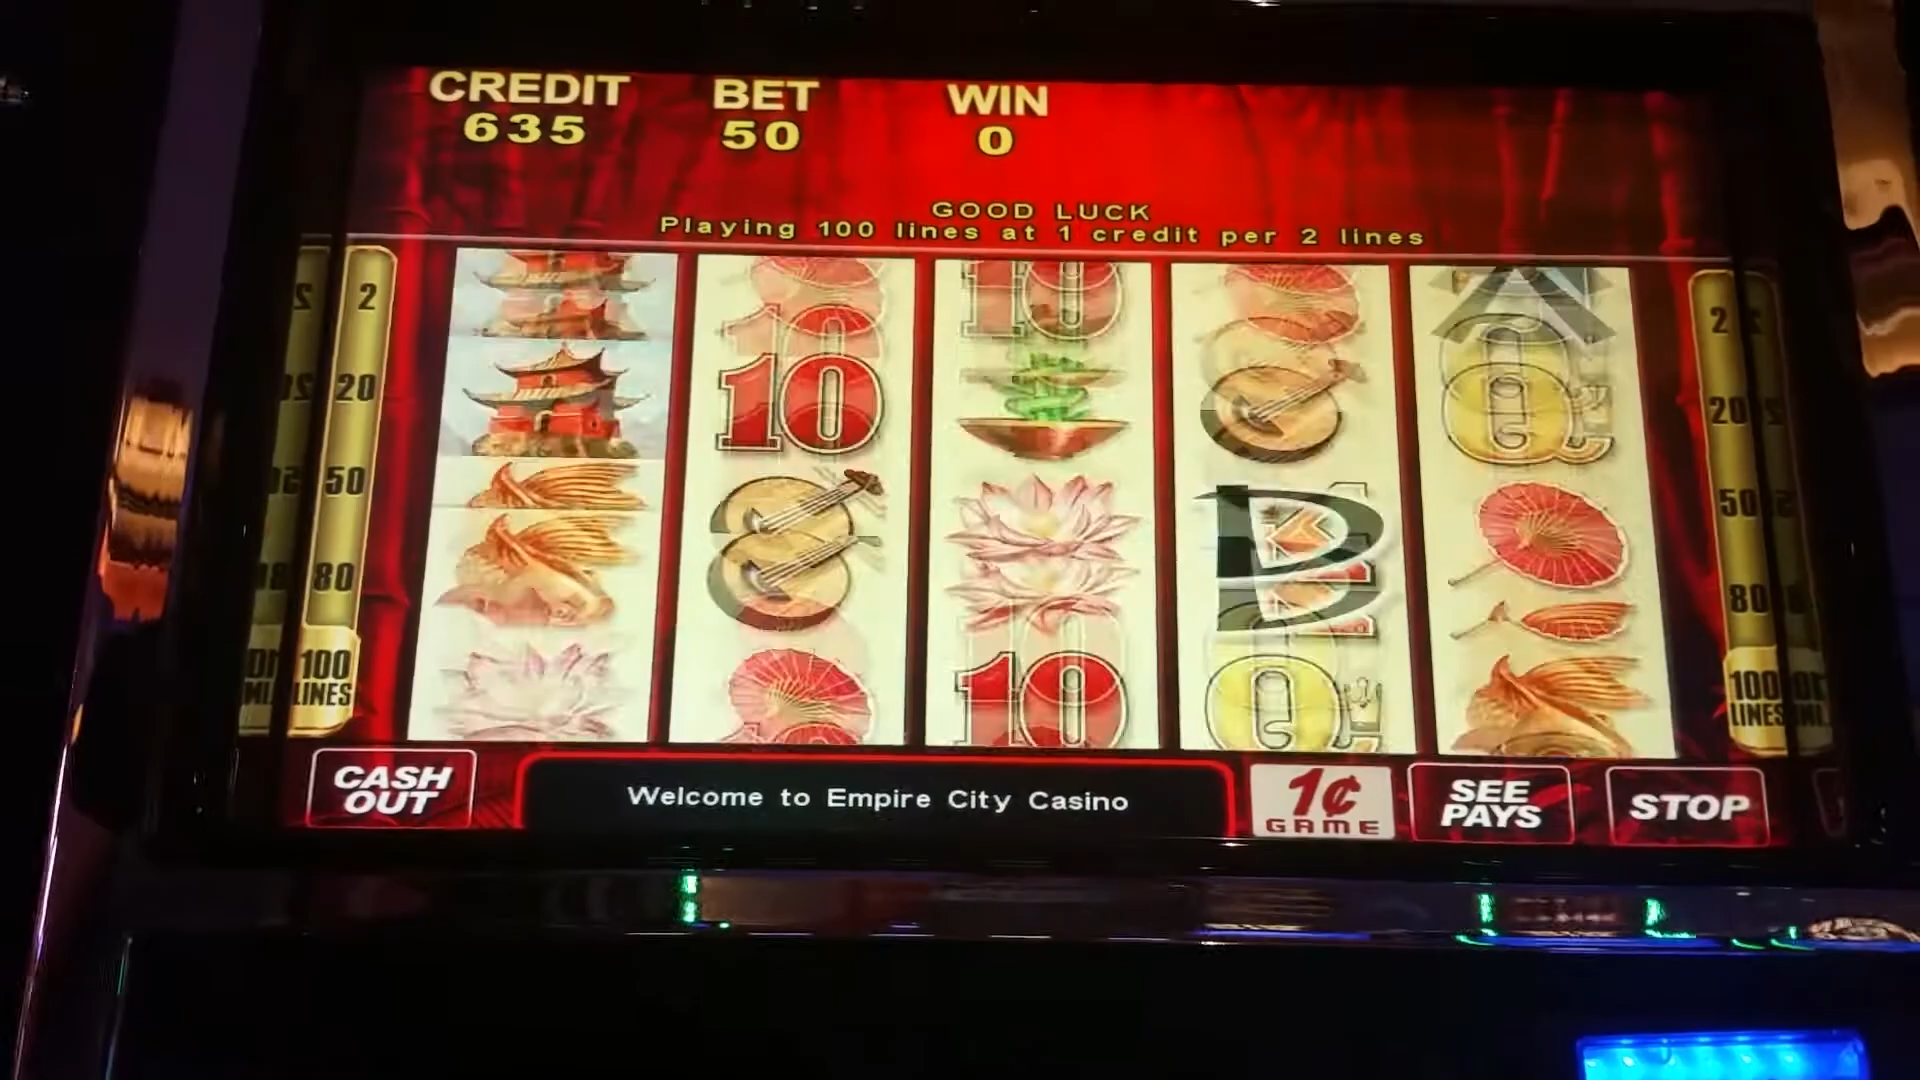 CREDIT BET WIN
635 50 0
GOOD LUCK
Playing 100 lines at 1 credit per 2 lines
2 2
20 20
50 50
80 80
100 LINES 100 LINES
10
10
10
10
Q
Q
CASH OUT
Welcome to Empire City Casino
1¢ GAME
SEE PAYS
STOP